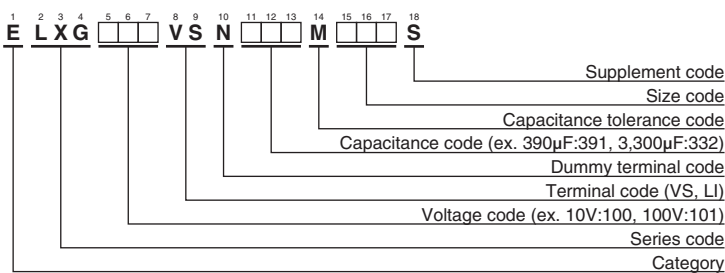 1 2 3 4 5 6 7 8 9 10 11 12 13 14 15 16 17 18
E L X G V S N M S
Supplement code
Size code
Capacitance tolerance code
Capacitance code (ex. 390μF:391, 3,300μF:332)
Dummy terminal code
Terminal code (VS, LI)
Voltage code (ex. 10V:100, 100V:101)
Series code
Category